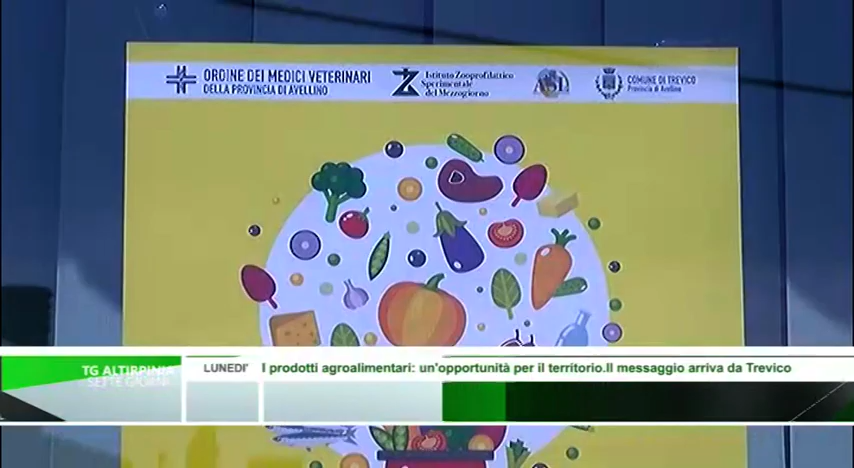 ORDINE DEI MEDICI VETERINARI
DELLA PROVINCIA DI AVELLINO
Istituto Zooprofilattico
Sperimentale
del Mezzogiorno
ASL
COMUNE DI TREVICO
Provincia di Avellino
TG ALTIRPINIA
SETTE GIORNI
LUNEDI' I prodotti agroalimentari: un'opportunità per il territorio.Il messaggio arriva da Trevico